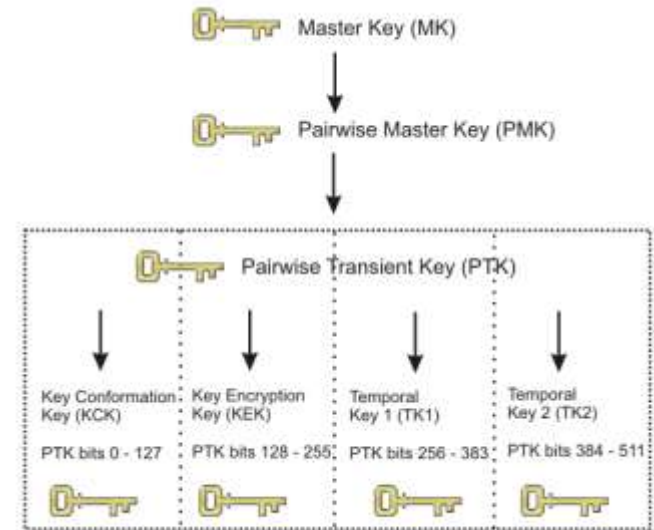 Master Key (MK)
Pairwise Master Key (PMK)
Pairwise Transient Key (PTK)
Key Conformation
Key (KCK)
PTK bits 0 - 127
Key Encryption
Key (KEK)
PTK bits 128 - 255
Temporal
Key 1 (TK1)
PTK bits 256 - 383
Temporal
Key 2 (TK2)
PTK bits 384 - 511